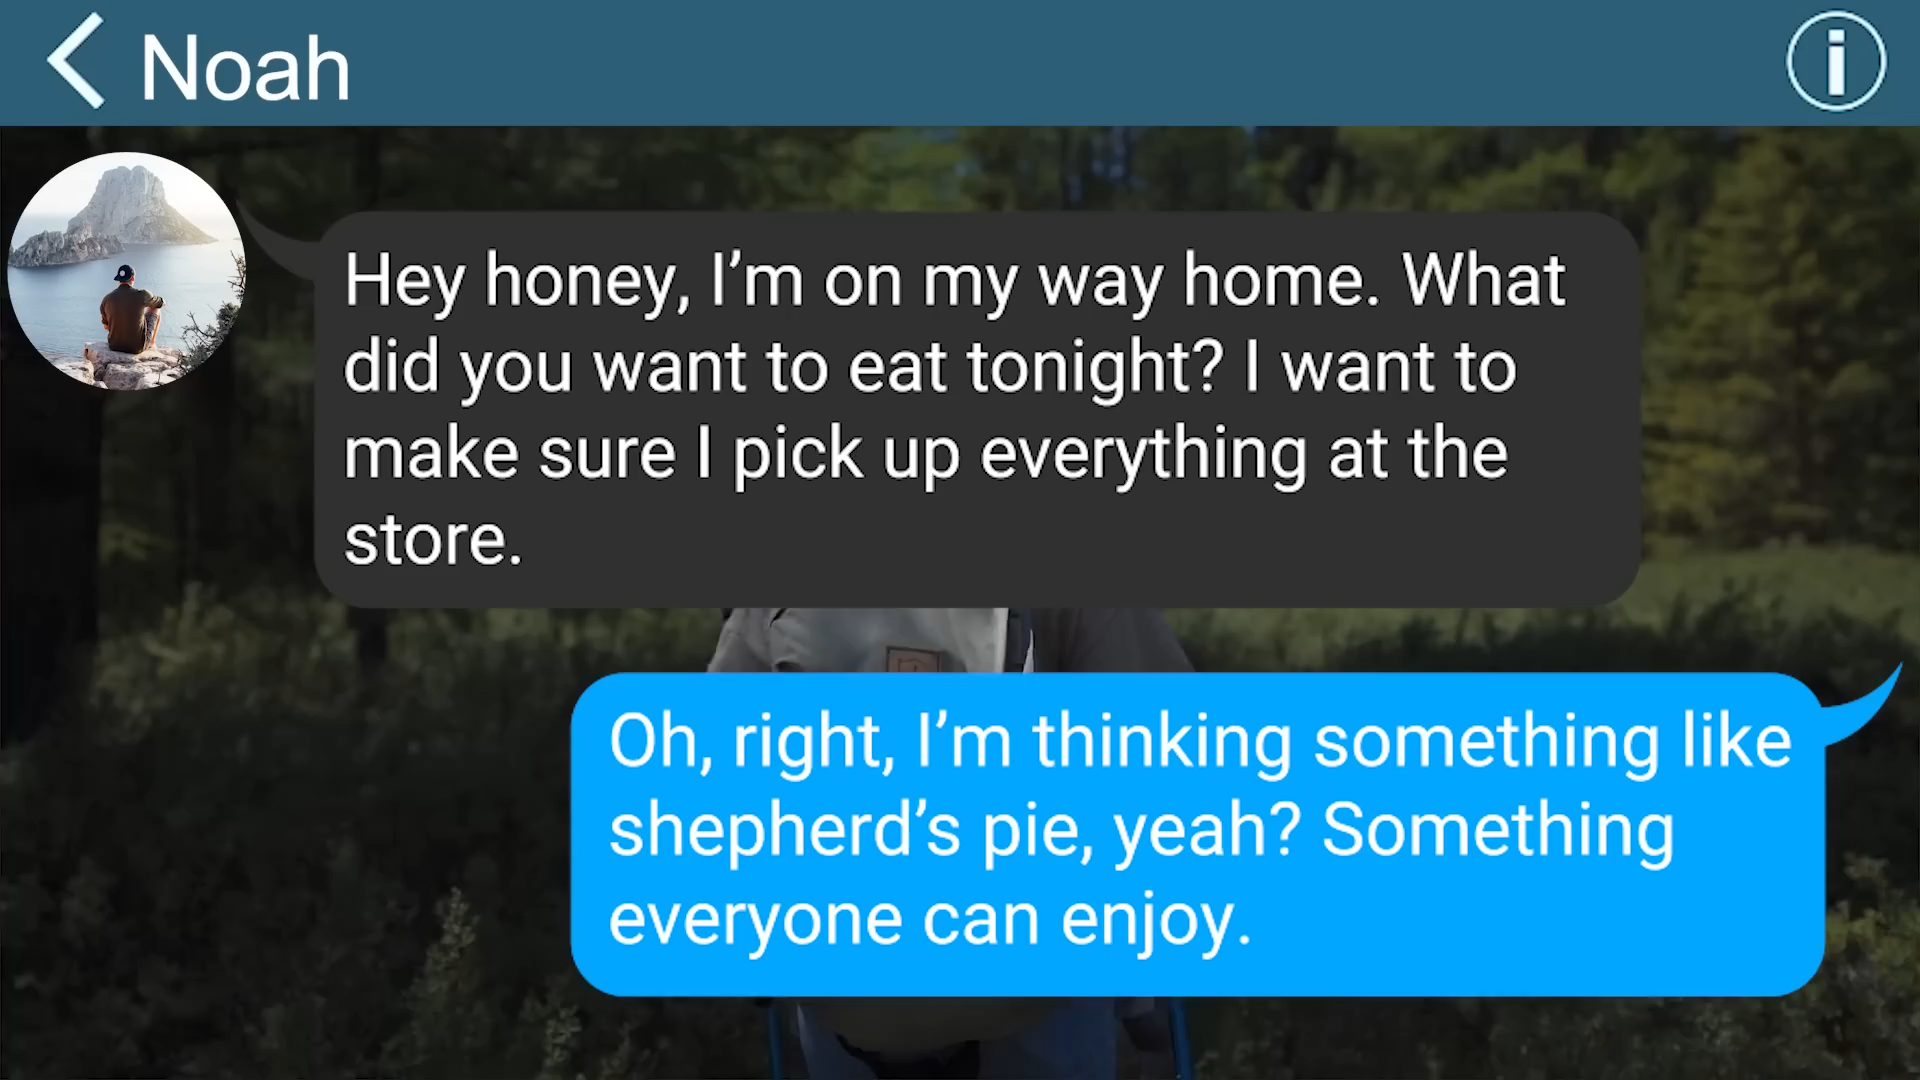 Noah
Hey honey, I’m on my way home. What
did you want to eat tonight? I want to
make sure I pick up everything at the
store.
Oh, right, I’m thinking something like
shepherd’s pie, yeah? Something
everyone can enjoy.